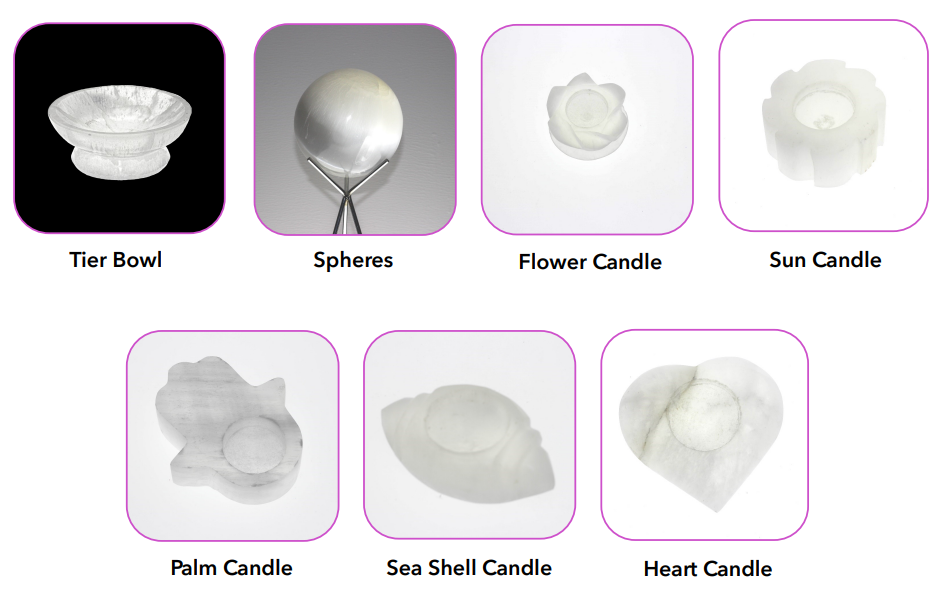 Tier Bowl
Spheres
Flower Candle
Sun Candle
Palm Candle
Sea Shell Candle
Heart Candle